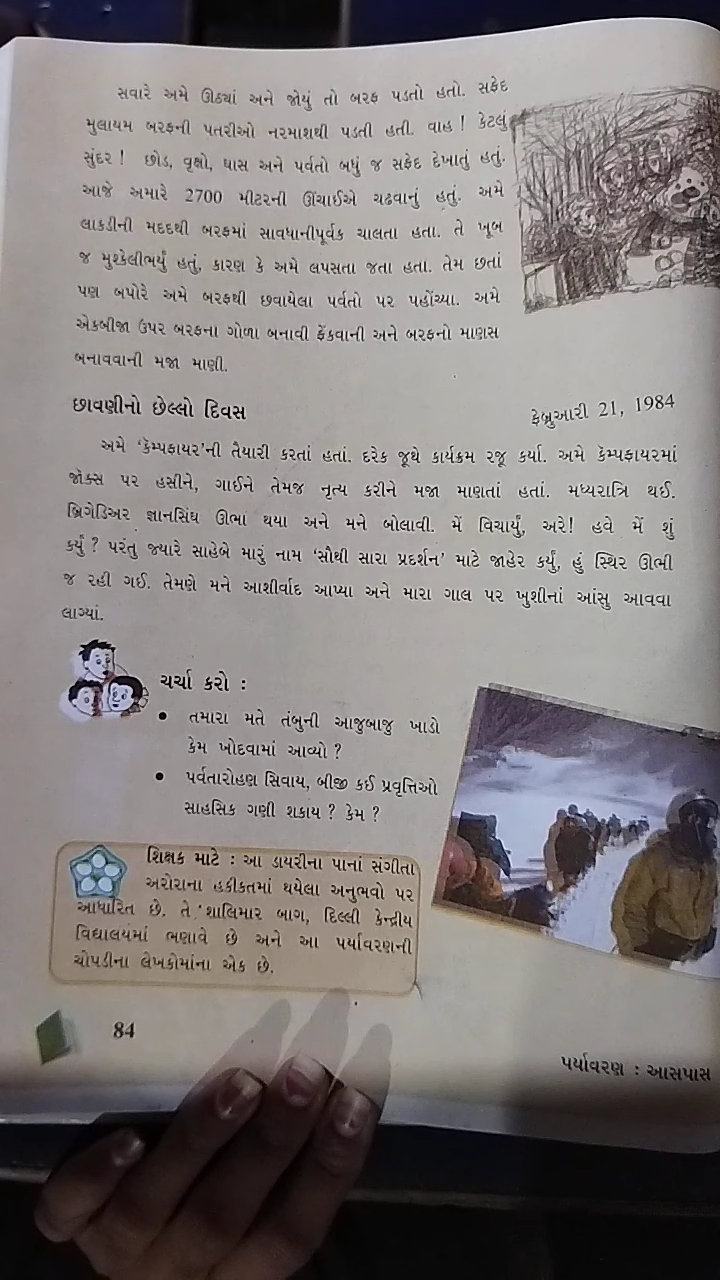 સવારે અમે ઊઠ્યાં અને જોયું તો બરફ પડતો હતો. સફેદ
મુલાયમ બરફની પતરીઓ નરમાશથી પડતી હતી. વાહ ! કેટલું
સુંદર ! છોડ, વૃક્ષો, ઘાસ અને પર્વતો બધું જ સફેદ દેખાતું હતું.
આજે અમારે 2700 મીટરની ઊંચાઈએ ચઢવાનું હતું. અમે
લાકડીની મદદથી બરફમાં સાવધાનીપૂર્વક ચાલતા હતા. તે ખૂબ
જ મુશ્કેલીભર્યું હતું, કારણ કે અમે લપસતા જતા હતા. તેમ છતાં
પણ બપોરે અમે બરફથી છવાયેલા પર્વતો પર પહોંચ્યા. અમે
એકબીજા ઉપર બરફના ગોળા બનાવી ફેંકવાની અને બરફનો માણસ
બનાવવાની મજા માણી.
છાવણીનો છેલ્લો દિવસ
ફેબ્રુઆરી 21, 1984
અમે ‘કૅમ્પફાયર’ની તૈયારી કરતાં હતાં. દરેક જૂથે કાર્યક્રમ રજૂ કર્યા. અમે કૅમ્પફાયરમાં
જૉક્સ પર હસીને, ગાઈને તેમજ નૃત્ય કરીને મજા માણતાં હતાં. મધ્યરાત્રિ થઈ.
બ્રિગેડિઅર જ્ઞાનસિંઘ ઊભા થયા અને મને બોલાવી. મેં વિચાર્યું, અરે! હવે મેં શું
કર્યું ? પરંતુ જ્યારે સાહેબે મારું નામ ‘સૌથી સારા પ્રદર્શન’ માટે જાહેર કર્યું, હું સ્થિર ઊભી
જ રહી ગઈ. તેમણે મને આશીર્વાદ આપ્યા અને મારા ગાલ પર ખુશીનાં આંસુ આવવા
લાગ્યાં.
ચર્ચા કરો :
• તમારા મતે તંબુની આજુબાજુ ખાડો
કેમ ખોદવામાં આવ્યો ?
• પર્વતારોહણ સિવાય, બીજી કઈ પ્રવૃત્તિઓ
સાહસિક ગણી શકાય ? કેમ ?
શિક્ષક માટે : આ ડાયરીના પાનાં સંગીતા
અરોરાના હકીકતમાં થયેલા અનુભવો પર
આધારિત છે. તે શાલિમાર બાગ, દિલ્લી કેન્દ્રીય
વિદ્યાલયમાં ભણાવે છે અને આ પર્યાવરણની
ચોપડીના લેખકોમાંના એક છે.
84
પર્યાવરણ : આસપાસ